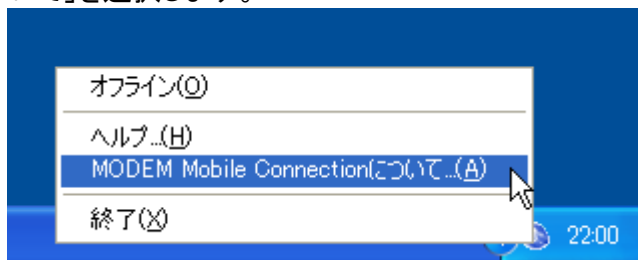 いて」を選択します。
オフライン(O)
ヘルプ...(H)
MODEM Mobile Connectionについて...(A)
終了(X)
22:00